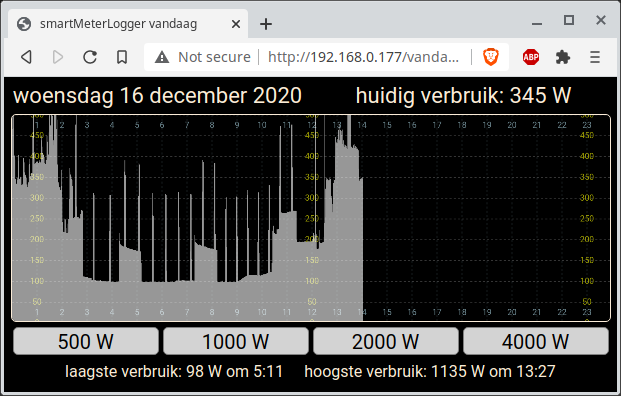 smartMeterLogger vandaag
Not secure | http://192.168.0.177/vanda...
ABP
woensdag 16 december 2020
huidig verbruik: 345 W
1 2 3 4 5 6 7 8 9 10 11 12 13 14 15 16 17 18 19 20 21 22 23
500 500 500
450 450 450
400 400 400
350 350 350
300 300 300
250 250 250
200 200 200
150 150 150
100 100 100
50 50 50
0 0 0
1 2 3 4 5 6 7 8 9 10 11 12 13 14 15 16 17 18 19 20 21 22 23
500 W 1000 W 2000 W 4000 W
laagste verbruik: 98 W om 5:11 hoogste verbruik: 1135 W om 13:27